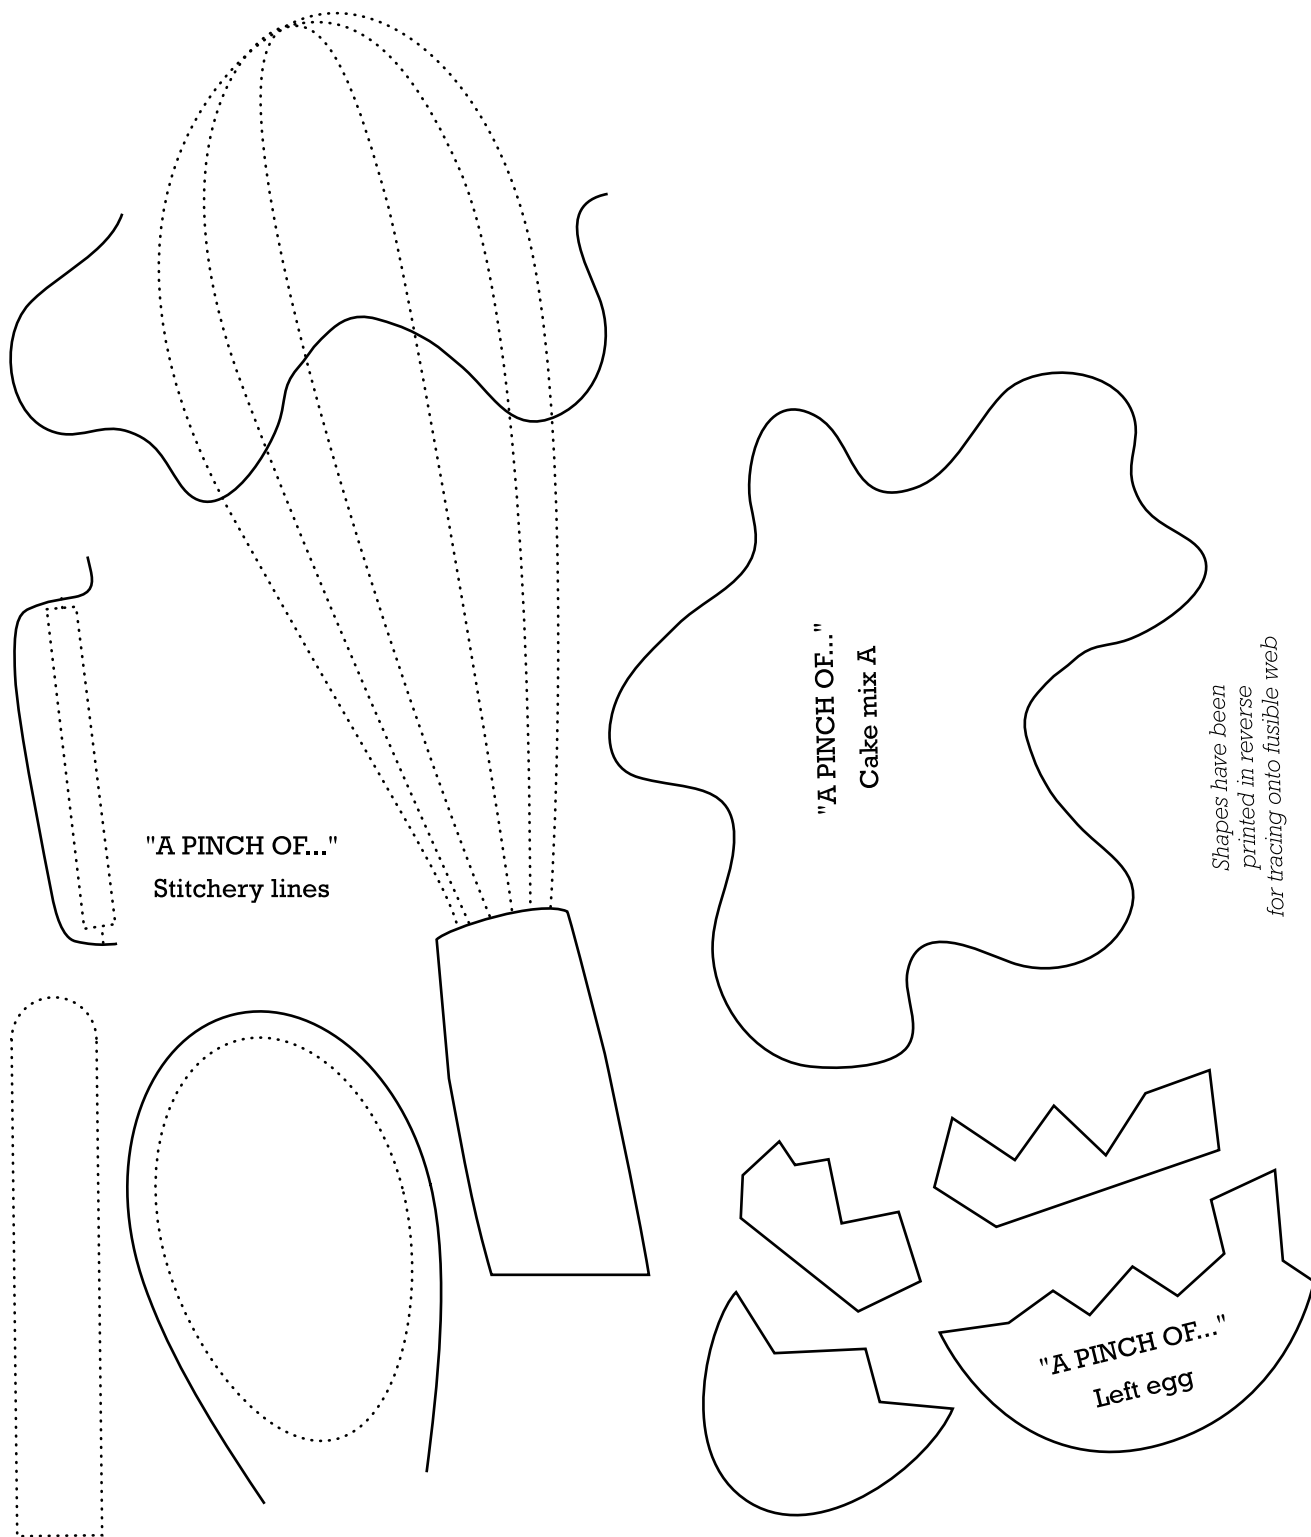 "A PINCH OF..."
Stitchery lines
"A PINCH OF..."
Cake mix A
Shapes have been
printed in reverse
for tracing onto fusible web
"A PINCH OF..."
Left egg